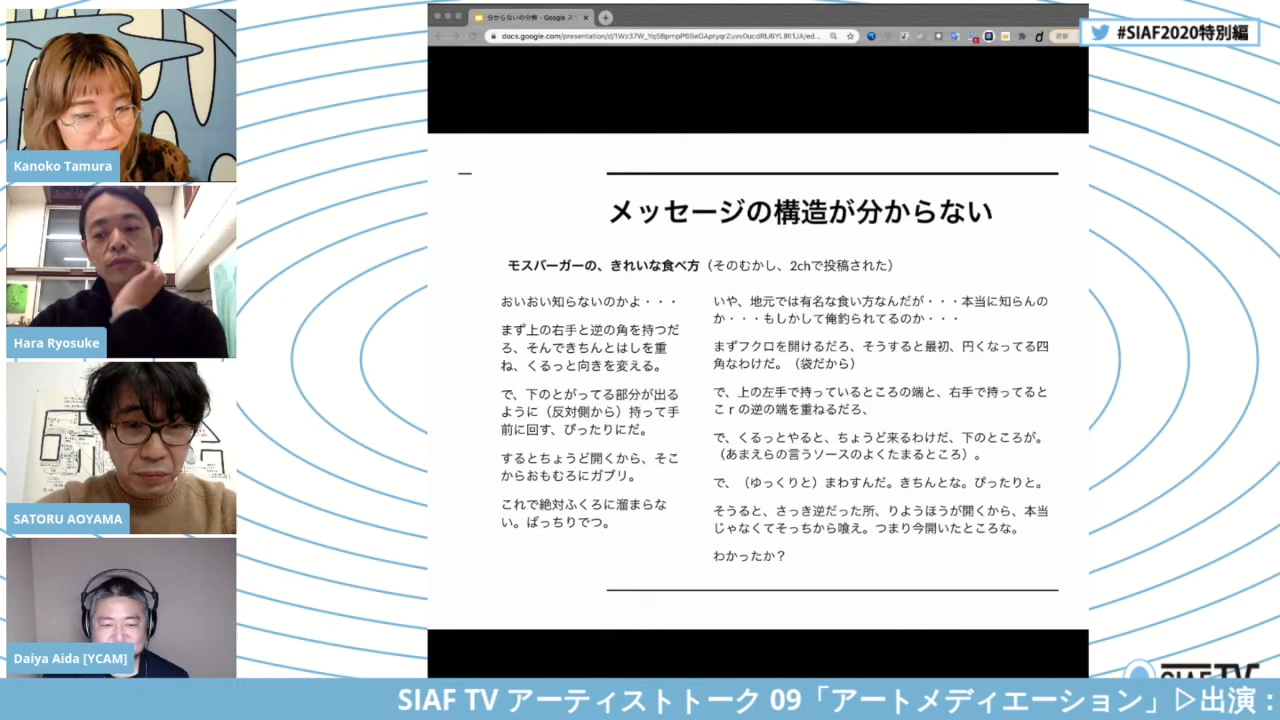 Kanoko Tamura
Hara Ryosuke
SATORU AOYAMA
Daiya Aida [YCAM]
分からないの分解 - Google ス
#SIAF2020特別編
更新
メッセージの構造が分からない
モスバーガーの、きれいな食べ方（そのむかし、2chで投稿された）
おいおい知らないのかよ・・・
まず上の右手と逆の角を持つだ
ろ、そんできちんとはしを重
ね、くるっと向きを変える。
で、下のとがってる部分が出る
ように（反対側から）持って手
前に回す、ぴったりにだ。
するとちょうど開くから、そこ
からおもむろにガブリ。
これで絶対ふくろに溜まらな
い。ばっちりでつ。
いや、地元では有名な食い方なんだが・・・本当に知らんの
か・・・もしかして俺釣られてるのか・・・
まずフクロを開けるだろ、そうすると最初、円くなってる四
角なわけだ。（袋だから）
で、上の左手で持っているところの端と、右手で持ってると
こｒの逆の端を重ねるだろ、
で、くるっとやると、ちょうど来るわけだ、下のところが。
（あまえらの言うソースのよくたまるところ）。
で、（ゆっくりと）まわすんだ。きちんとな。ぴったりと。
そうると、さっき逆だった所、りようほうが開くから、本当
じゃなくてそっちから喰え。つまり今開いたところな。
わかったか？
SIAF TV
SIAF TV アーティストトーク 09「アートメディエーション」▷出演：